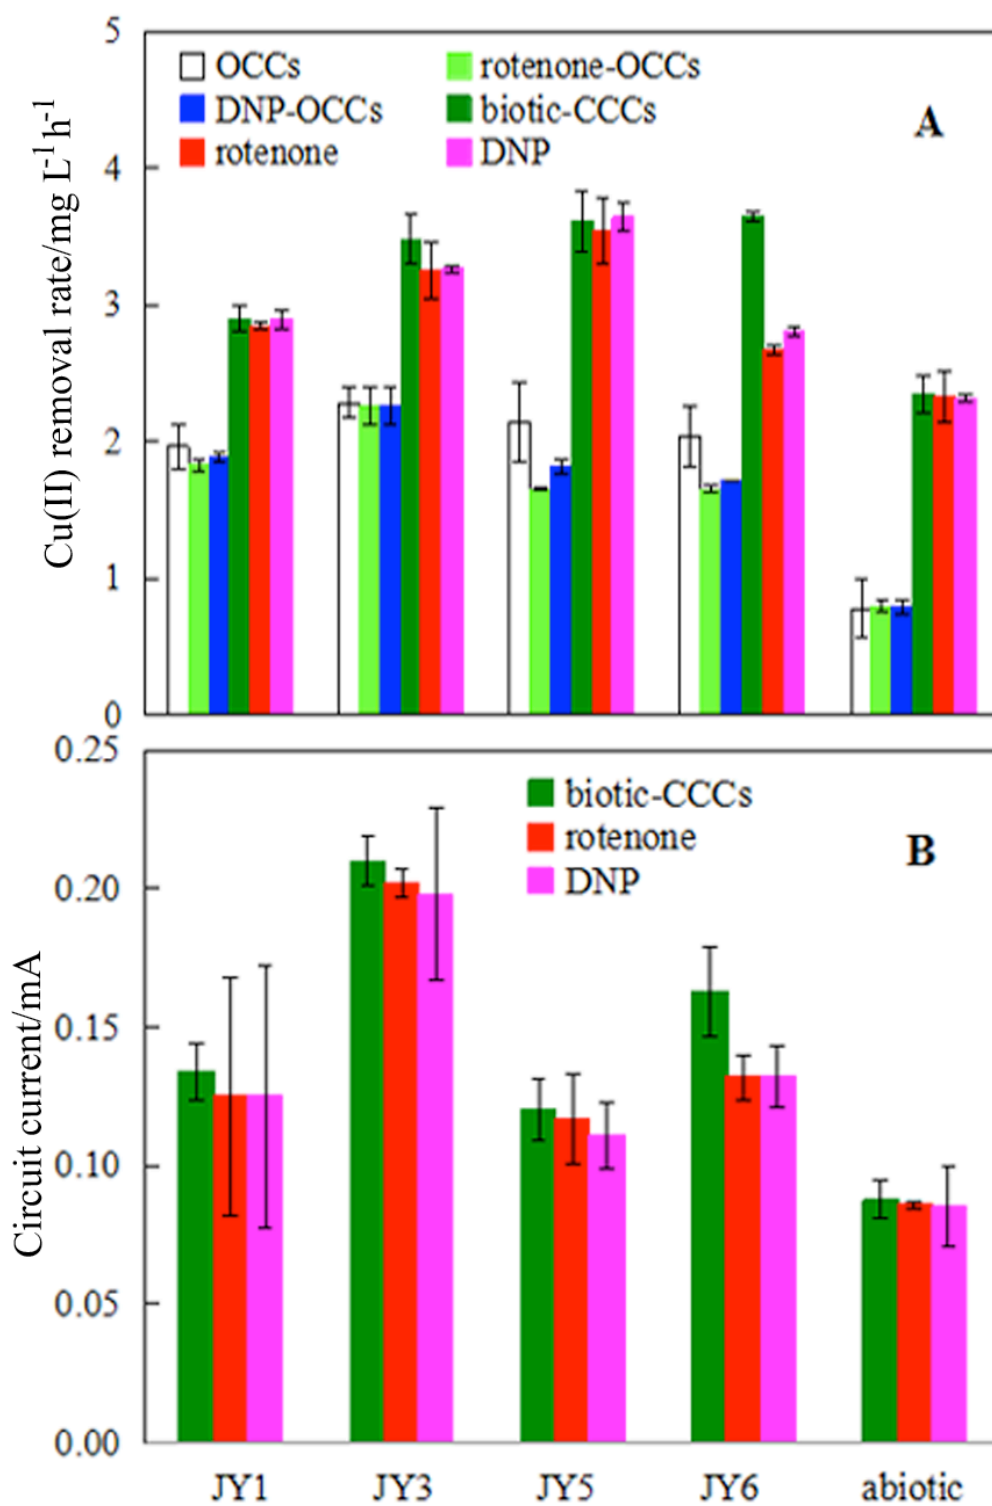 5
4
3
2
1
0
Cu(II) removal rate/mg L⁻¹h⁻¹
OCCs
rotenone-OCCs
DNP-OCCs
biotic-CCCs
rotenone
DNP
A
0.25
0.20
0.15
0.10
0.05
0.00
Circuit current/mA
biotic-CCCs
rotenone
DNP
B
JY1 JY3 JY5 JY6 abiotic